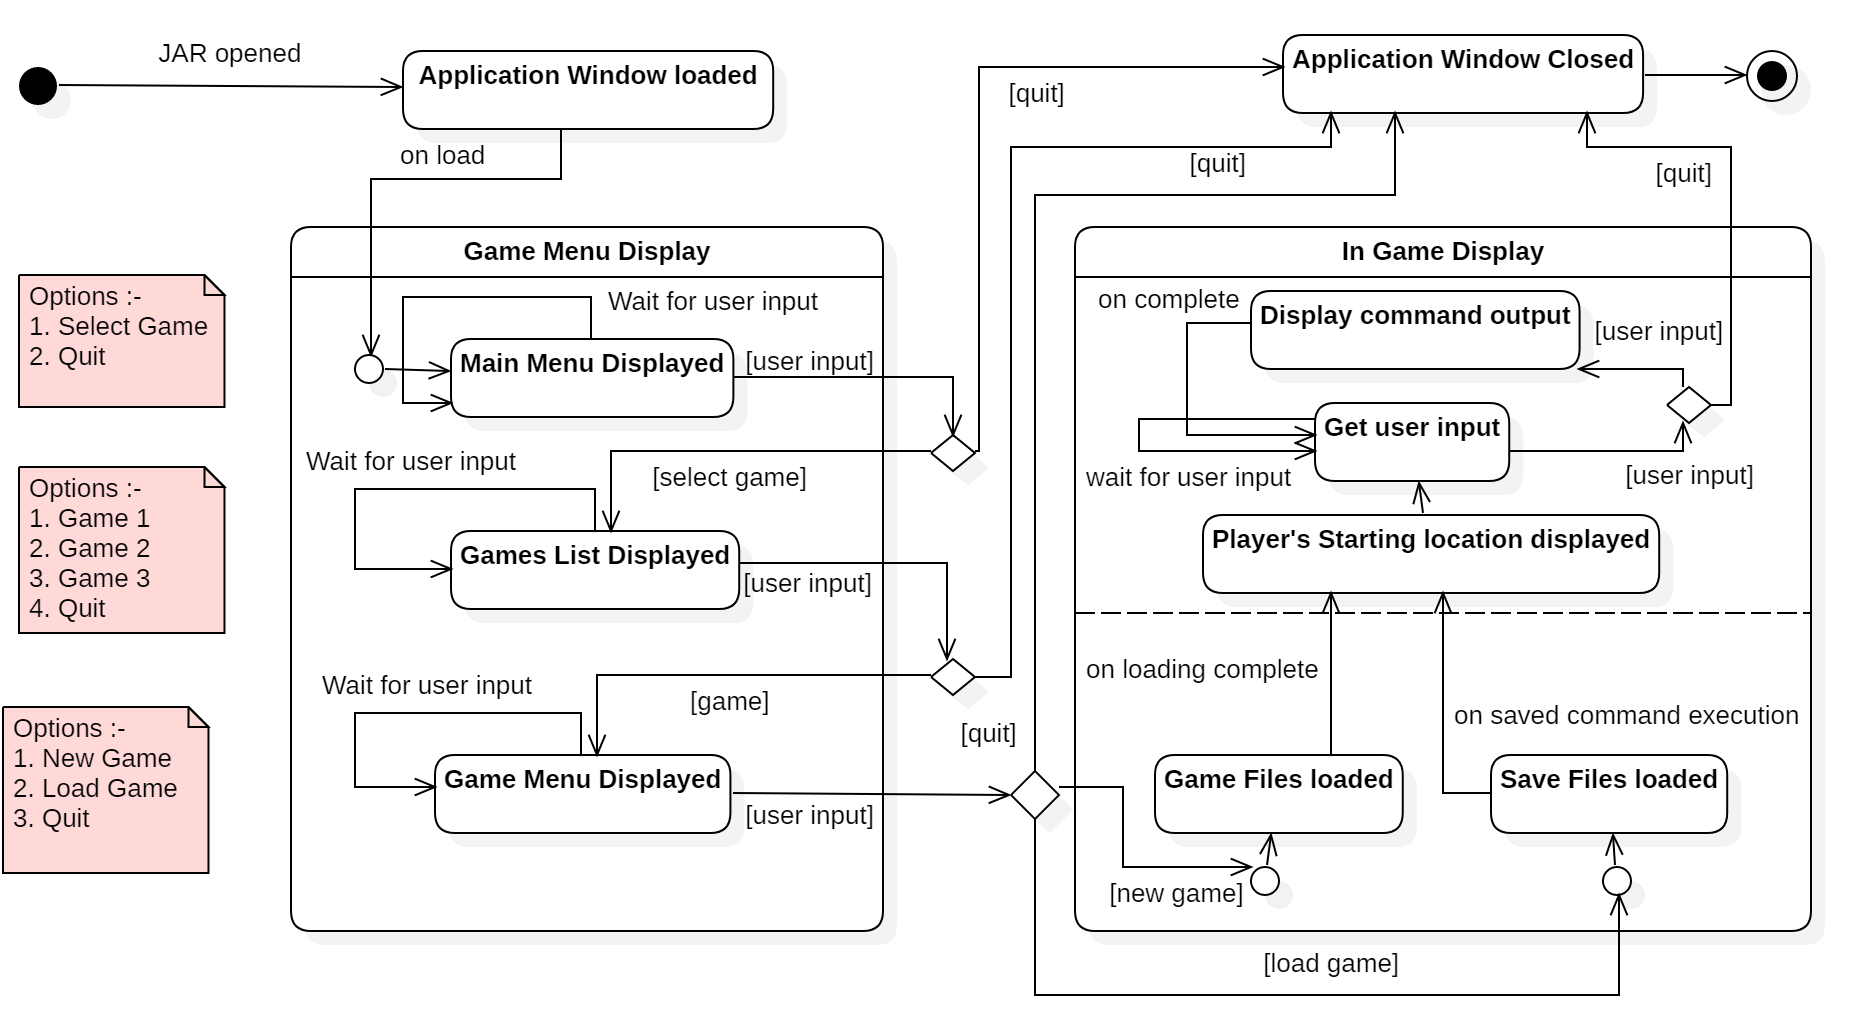 JAR opened
Application Window loaded
Application Window Closed
[quit]
on load
[quit]
[quit]
Game Menu Display
In Game Display
Options :-
1. Select Game
2. Quit
Wait for user input
Main Menu Displayed
[user input]
on complete
Display command output
[user input]
Wait for user input
[select game]
Get user input
wait for user input
[user input]
Options :-
1. Game 1
2. Game 2
3. Game 3
4. Quit
Games List Displayed
[user input]
Player's Starting location displayed
Wait for user input
[game]
[quit]
on loading complete
on saved command execution
Options :-
1. New Game
2. Load Game
3. Quit
Game Menu Displayed
[user input]
Game Files loaded
Save Files loaded
[new game]
[load game]